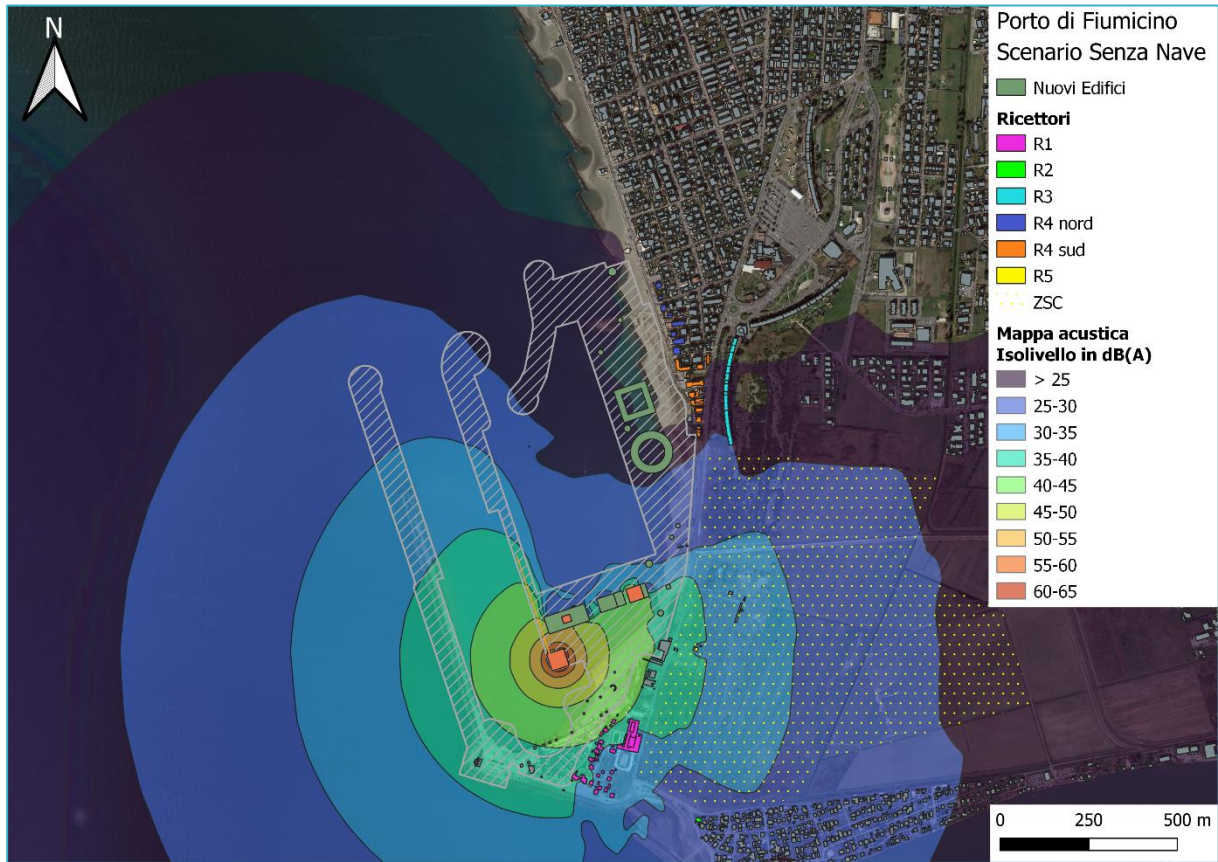 N
Porto di Fiumicino
Scenario Senza Nave
Nuovi Edifici
Ricettori
R1
R2
R3
R4 nord
R4 sud
R5
ZSC
Mappa acustica
Isolivello in dB(A)
> 25
25-30
30-35
35-40
40-45
45-50
50-55
55-60
60-65
0 250 500 m